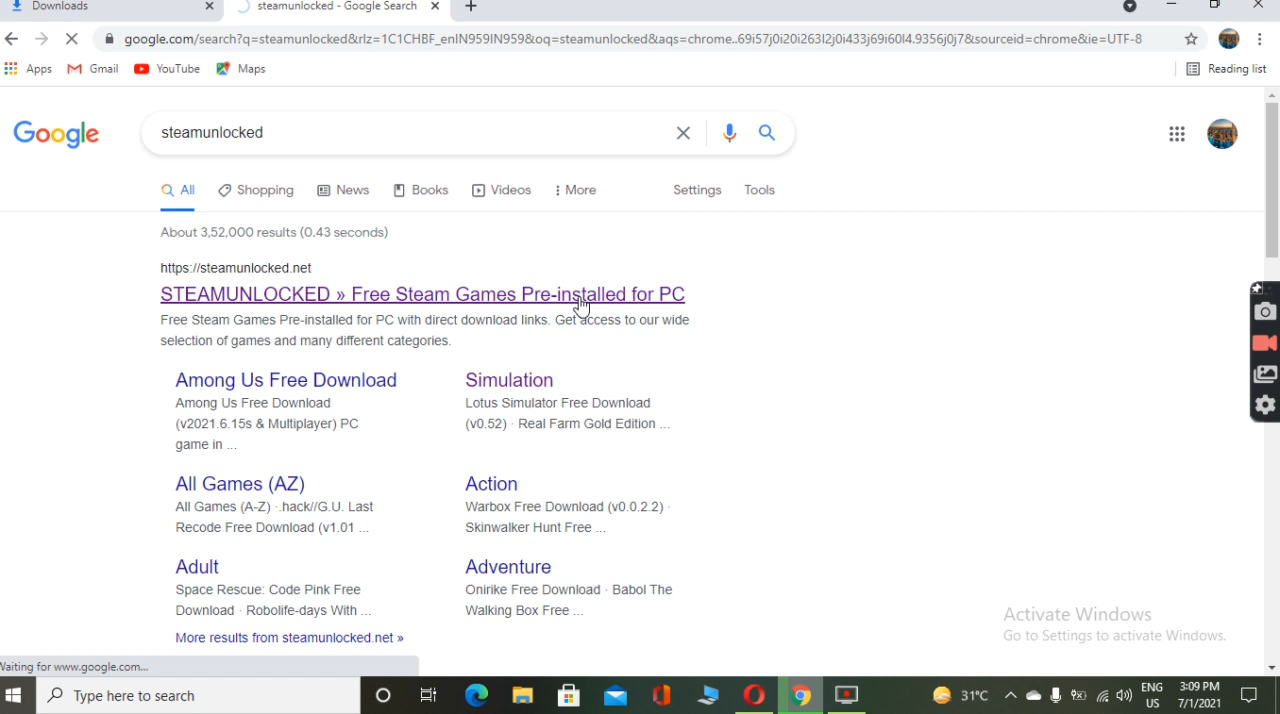 Downloads
steamunlocked - Google Search
google.com/search?q=steamunlocked&rlz=1C1CHBF_enIN959IN959&oq=steamunlocked&aqs=chrome..69i57j0i20i263l2j0i433j69i60l4.9356j0j7&sourceid=chrome&ie=UTF-8
Apps Gmail YouTube Maps Reading list
Google steamunlocked
All Shopping News Books Videos More Settings Tools
About 3,52,000 results (0.43 seconds)
https://steamunlocked.net
STEAMUNLOCKED » Free Steam Games Pre-installed for PC
Free Steam Games Pre-installed for PC with direct download links. Get access to our wide
selection of games and many different categories.
Among Us Free Download
Among Us Free Download
(v2021.6.15s & Multiplayer) PC
game in ...
Simulation
Lotus Simulator Free Download
(v0.52) · Real Farm Gold Edition ...
All Games (AZ)
All Games (A-Z) ·.hack//G.U. Last
Recode Free Download (v1.01 ...
Action
Warbox Free Download (v0.0.2.2) ·
Skinwalker Hunt Free ...
Adult
Space Rescue: Code Pink Free
Download · Robolife-days With ...
Adventure
Onirike Free Download · Babol The
Walking Box Free ...
More results from steamunlocked.net »
Activate Windows
Go to Settings to activate Windows.
Waiting for www.google.com...
Type here to search
31°C
ENG
US
3:09 PM
7/1/2021